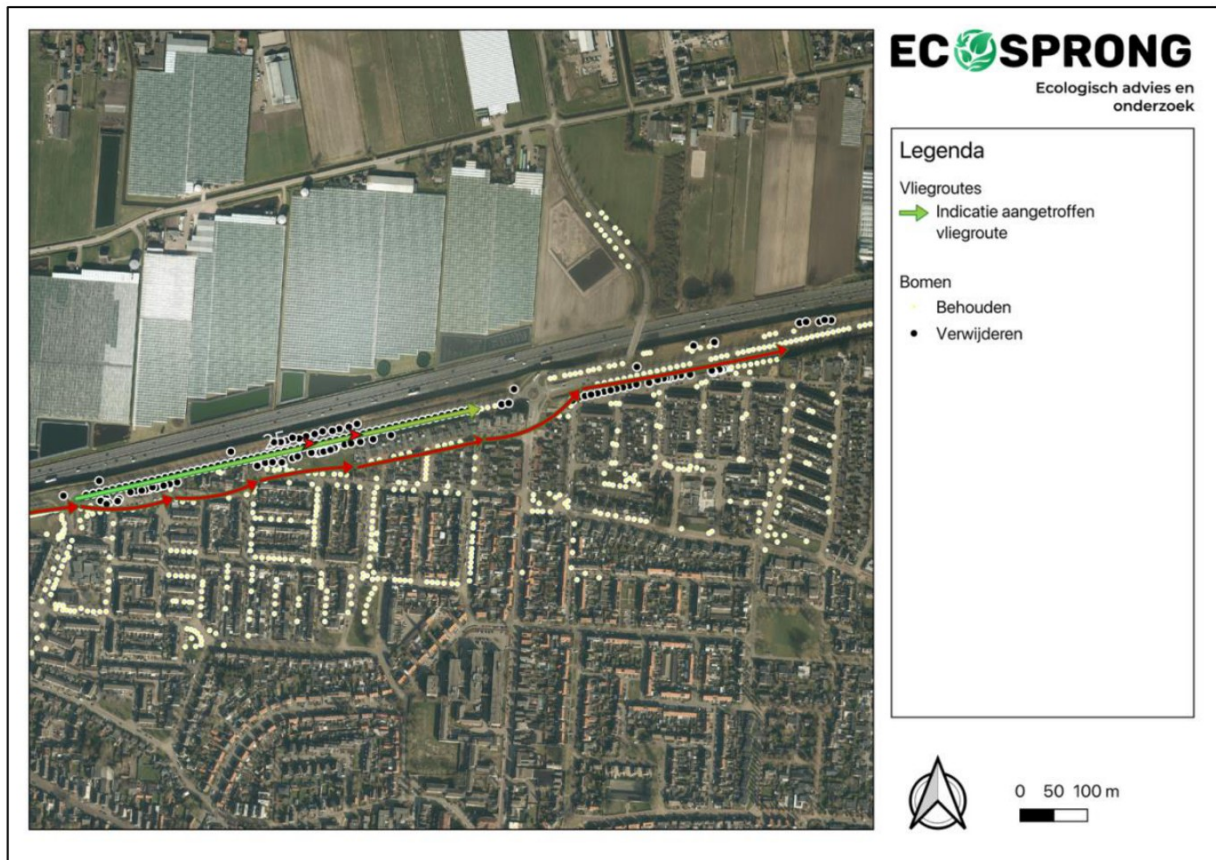 ECOSPRONG
Ecologisch advies en
onderzoek
Legenda
Vliegroutes
Indicatie aangetroffen
vliegroute
Bomen
Behouden
Verwijderen
0 50 100 m